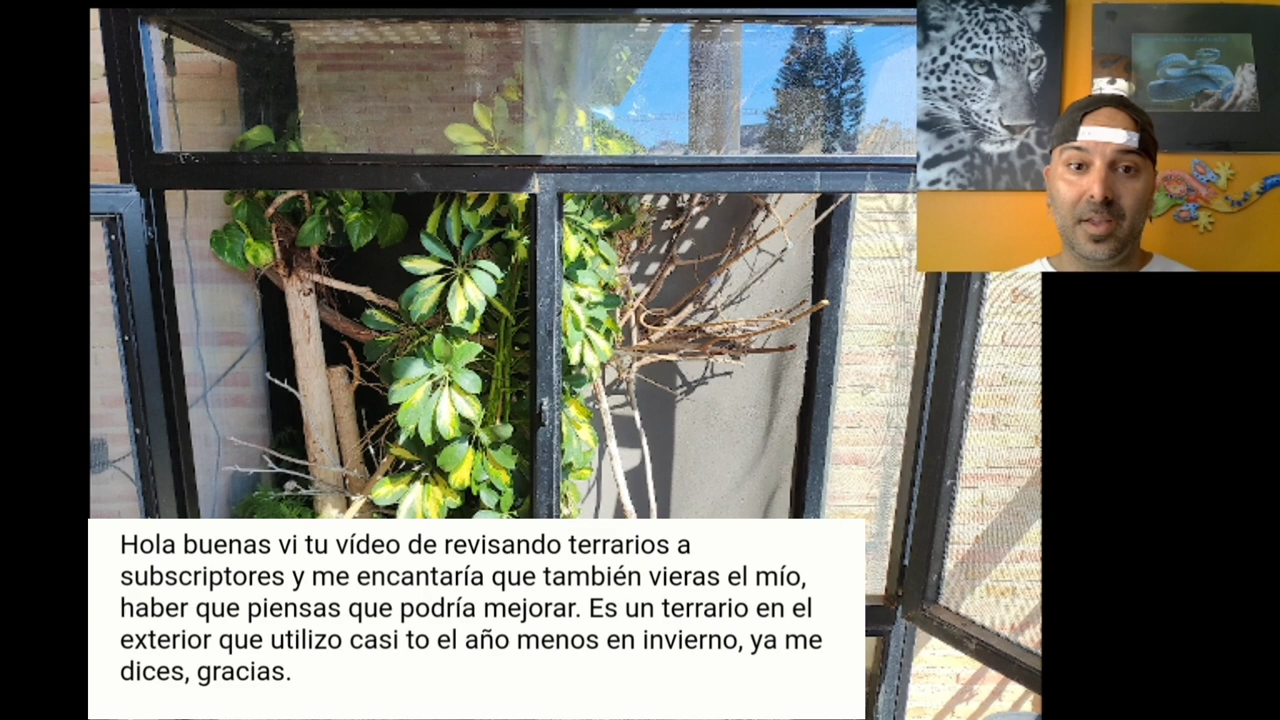 Hola buenas vi tu vídeo de revisando terrarios a
subscriptores y me encantaría que también vieras el mío,
haber que piensas que podría mejorar. Es un terrario en el
exterior que utilizo casi to el año menos en invierno, ya me
dices, gracias.